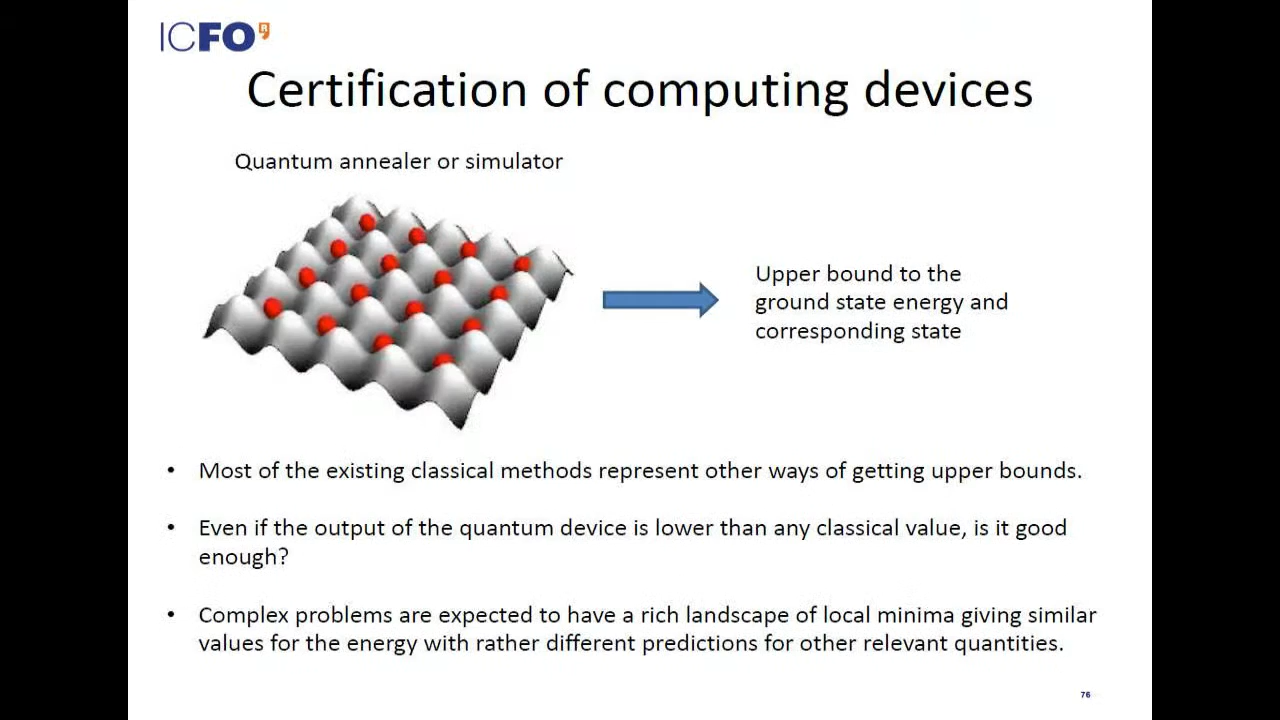 ICFO
Certification of computing devices
Quantum annealer or simulator
Upper bound to the
ground state energy and
corresponding state
• Most of the existing classical methods represent other ways of getting upper bounds.
• Even if the output of the quantum device is lower than any classical value, is it good
enough?
• Complex problems are expected to have a rich landscape of local minima giving similar
values for the energy with rather different predictions for other relevant quantities.
76